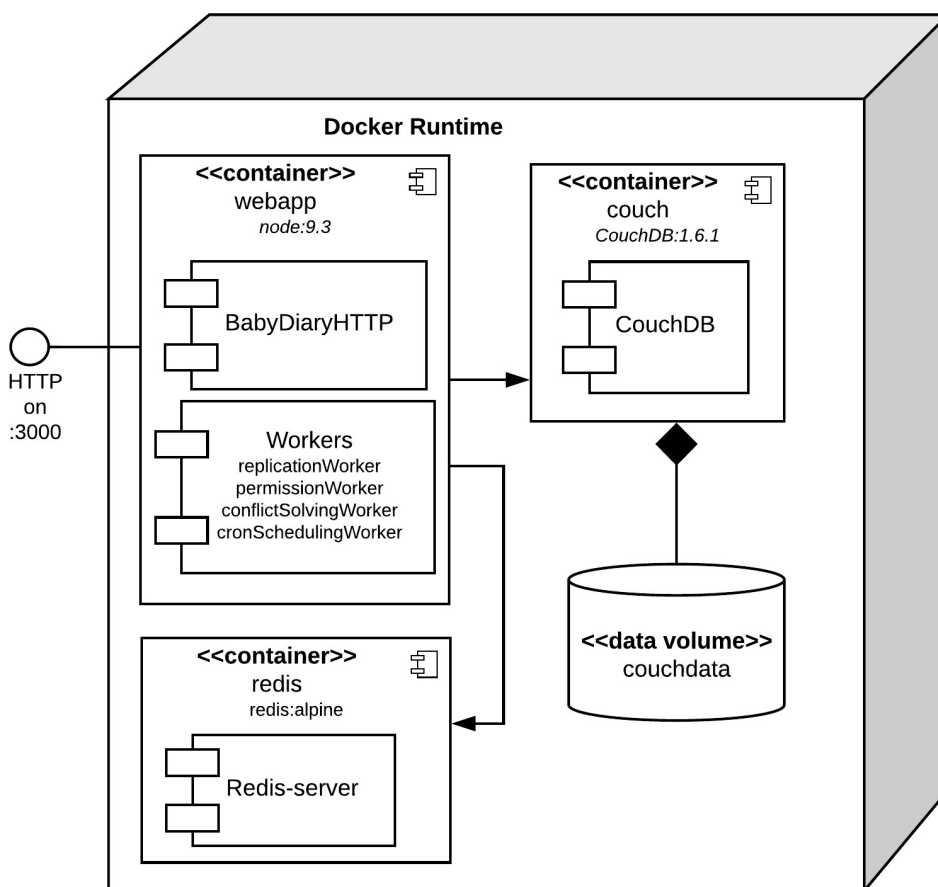 Docker Runtime
<<container>>
webapp
node:9.3
BabyDiaryHTTP
Workers
replicationWorker
permissionWorker
conflictSolvingWorker
cronSchedulingWorker
HTTP
on
:3000
<<container>>
couch
CouchDB:1.6.1
CouchDB
<<data volume>>
couchdata
<<container>>
redis
redis:alpine
Redis-server